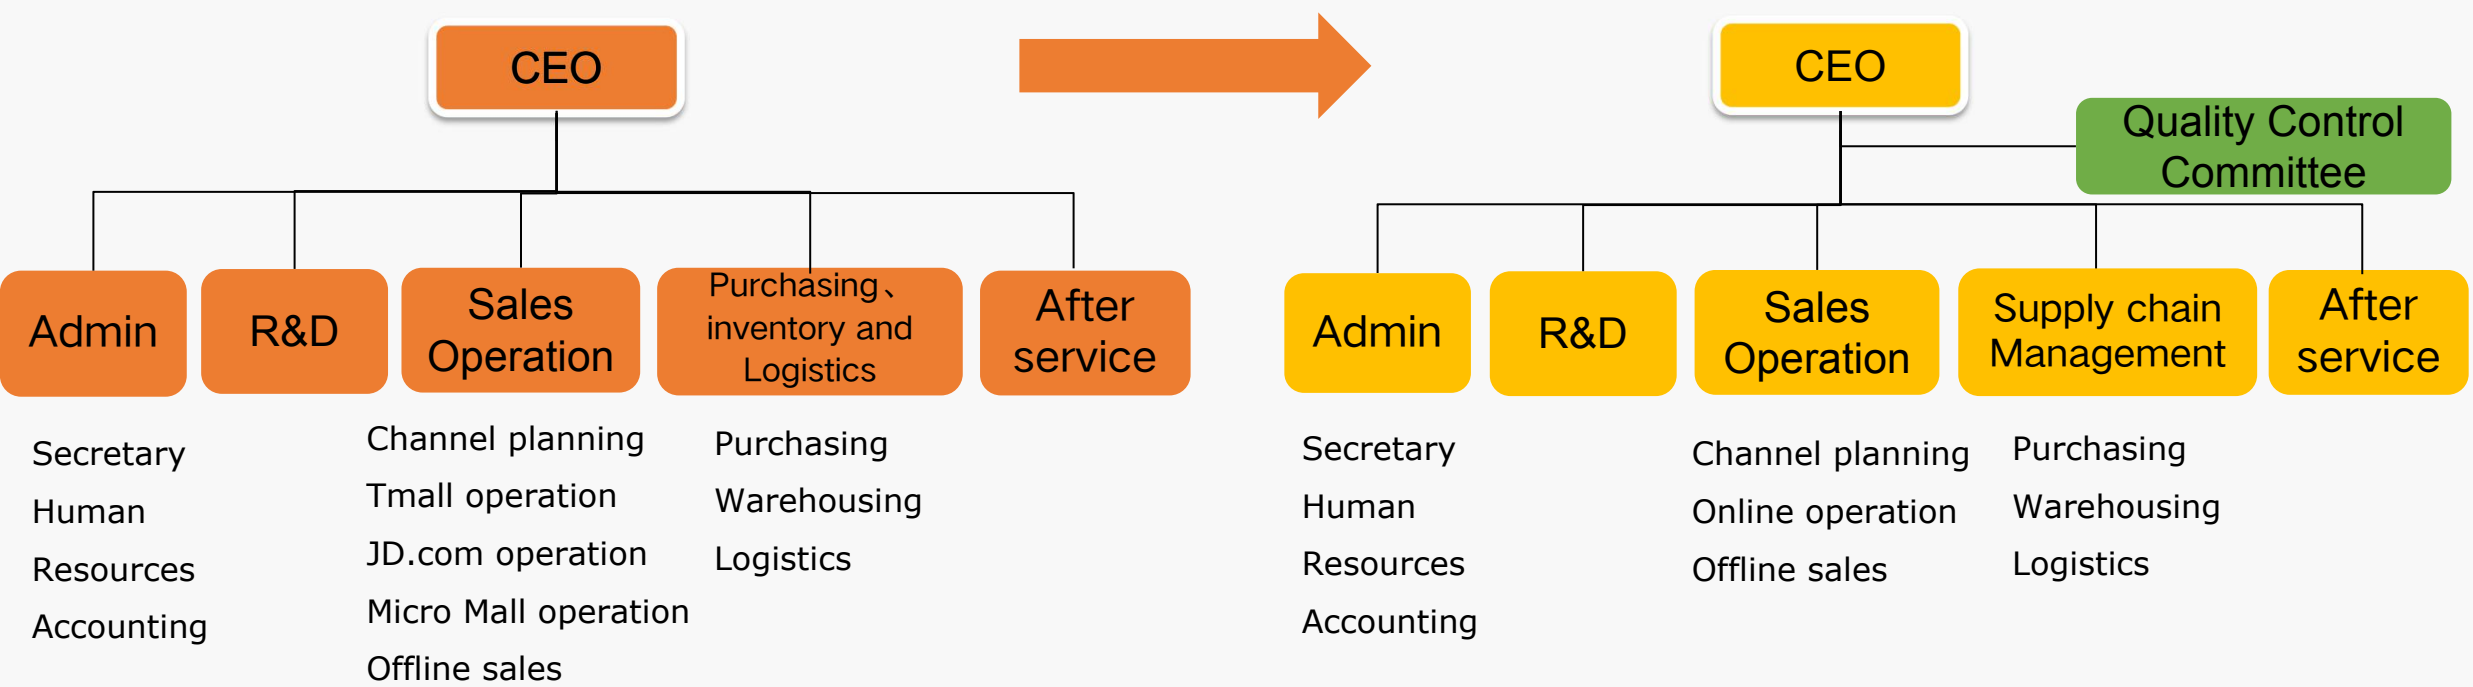 CEO
Admin
R&D
Sales
Operation
Purchasing、
inventory and
Logistics
After
service
Secretary
Human
Resources
Accounting
Channel planning
Tmall operation
JD.com operation
Micro Mall operation
Offline sales
Purchasing
Warehousing
Logistics
CEO
Quality Control
Committee
Admin
R&D
Sales
Operation
Supply chain
Management
After
service
Secretary
Human
Resources
Accounting
Channel planning
Online operation
Offline sales
Purchasing
Warehousing
Logistics